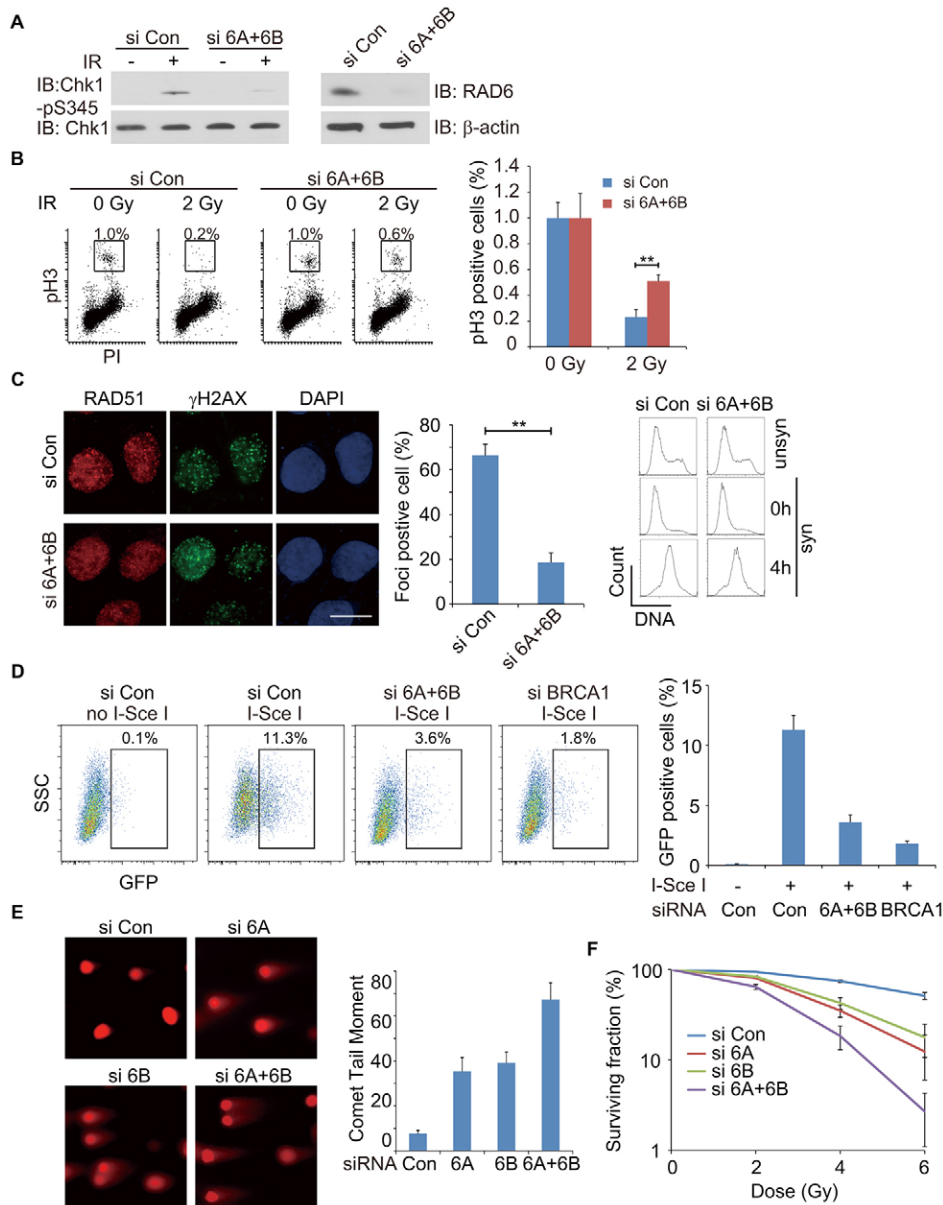 A
si Con si 6A+6B
IR - + - +
IB:Chk1
-pS345
IB: Chk1
si Con si 6A+6B
IB: RAD6
IB: β-actin
B
si Con si 6A+6B
IR 0 Gy 2 Gy 0 Gy 2 Gy
1.0% 0.2% 1.0% 0.6%
pH3
PI
pH3 positive cells (%)
1.4
1.2
1.0
0.8
0.6
0.4
0.2
0
si Con
si 6A+6B
**
0 Gy 2 Gy
C
RAD51 γH2AX DAPI
si Con
si 6A+6B
Foci postive cell (%)
80
60
40
20
0
**
si Con si 6A+6B
si Con si 6A+6B
unsyn
0h
4h
syn
Count
DNA
D
si Con si Con si 6A+6B si BRCA1
no I-Sce I I-Sce I I-Sce I I-Sce I
0.1% 11.3% 3.6% 1.8%
SSC
GFP
GFP positive cells (%)
15
10
5
0
I-Sce I - + + +
siRNA Con Con 6A+6B BRCA1
E
si Con si 6A
si 6B si 6A+6B
Comet Tail Moment
80
60
40
20
0
siRNA Con 6A 6B 6A+6B
F
Surviving fraction (%)
100
10
1
si Con
si 6A
si 6B
si 6A+6B
0 2 4 6
Dose (Gy)